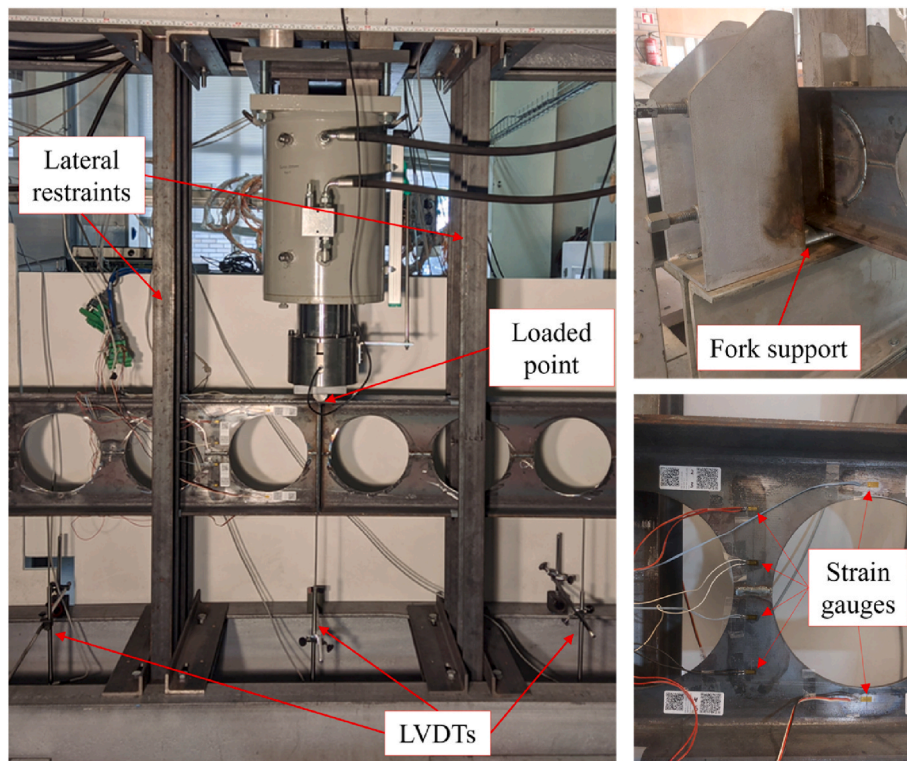 Lateral
restraints
Loaded
point
LVDTs
Fork support
Strain
gauges